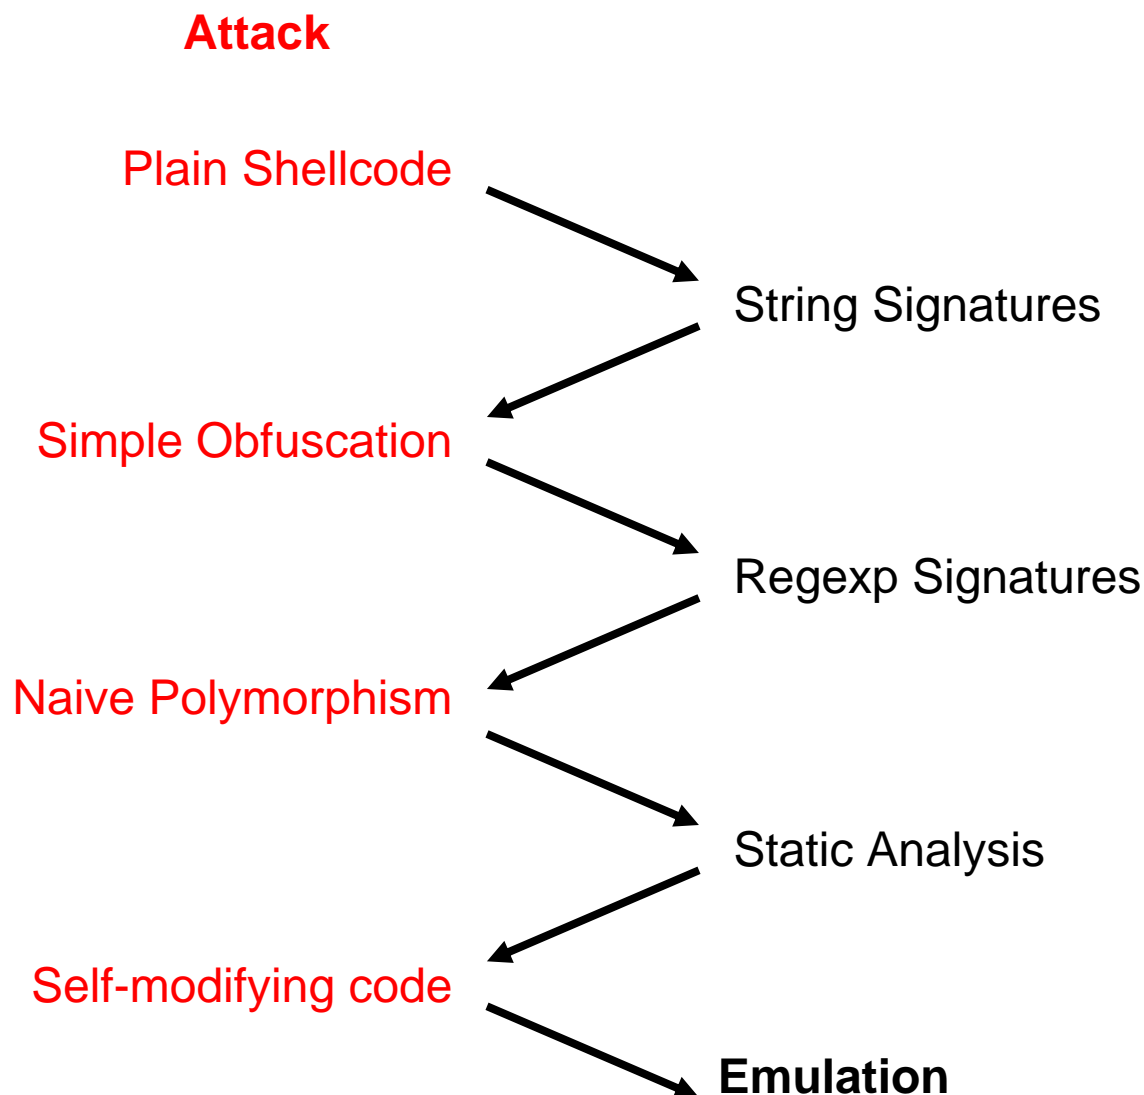 Attack
Plain Shellcode
String Signatures
Simple Obfuscation
Regexp Signatures
Naive Polymorphism
Static Analysis
Self-modifying code
Emulation